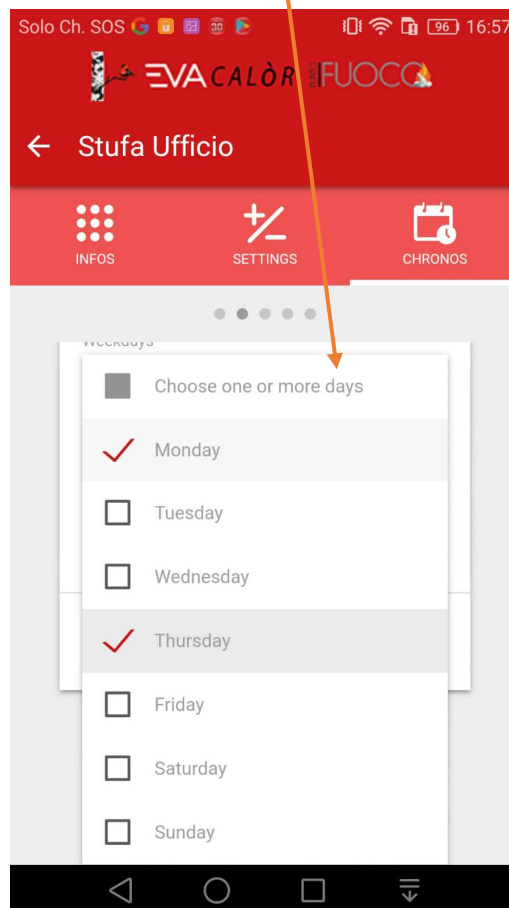 Solo Ch. SOS 96 16:57
EVA CALÒR FUOCO
Stufa Ufficio
INFOS SETTINGS CHRONOS
Weekdays
Choose one or more days
Monday
Tuesday
Wednesday
Thursday
Friday
Saturday
Sunday